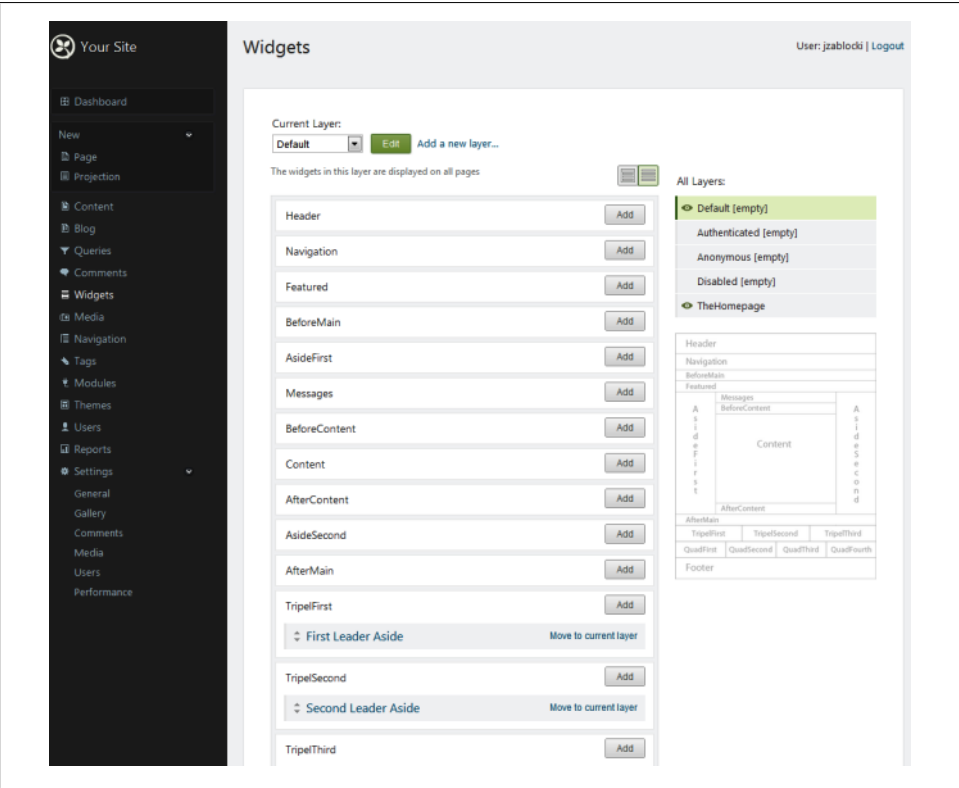 Your Site
Widgets
User: jzablocki | Logout
Dashboard
New
Page
Projection
Content
Blog
Queries
Comments
Widgets
Media
Navigation
Tags
Modules
Themes
Users
Reports
Settings
General
Gallery
Comments
Media
Users
Performance
Current Layer:
Default
Edit
Add a new layer...
The widgets in this layer are displayed on all pages
Header Add
Navigation Add
Featured Add
BeforeMain Add
AsideFirst Add
Messages Add
BeforeContent Add
Content Add
AfterContent Add
AsideSecond Add
AfterMain Add
TripelFirst Add
First Leader Aside Move to current layer
TripelSecond Add
Second Leader Aside Move to current layer
TripelThird Add
All Layers:
Default [empty]
Authenticated [empty]
Anonymous [empty]
Disabled [empty]
TheHomepage
Header
Navigation
BeforeMain
Featured
AsideFirst
Messages
BeforeContent
Content
AfterContent
AsideSecond
AfterMain
TripelFirst TripelSecond TripelThird
QuadFirst QuadSecond QuadThird QuadFourth
Footer